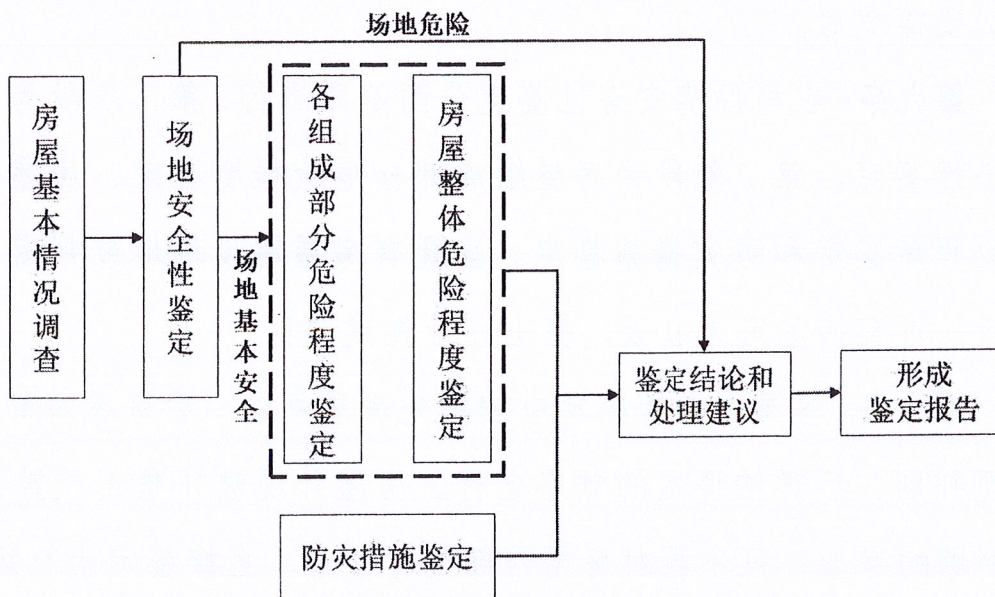 场地危险
房屋基本情况调查
场地安全性鉴定
场地基本安全
各组成部分危险程度鉴定
房屋整体危险程度鉴定
防灾措施鉴定
鉴定结论和
处理建议
形成
鉴定报告